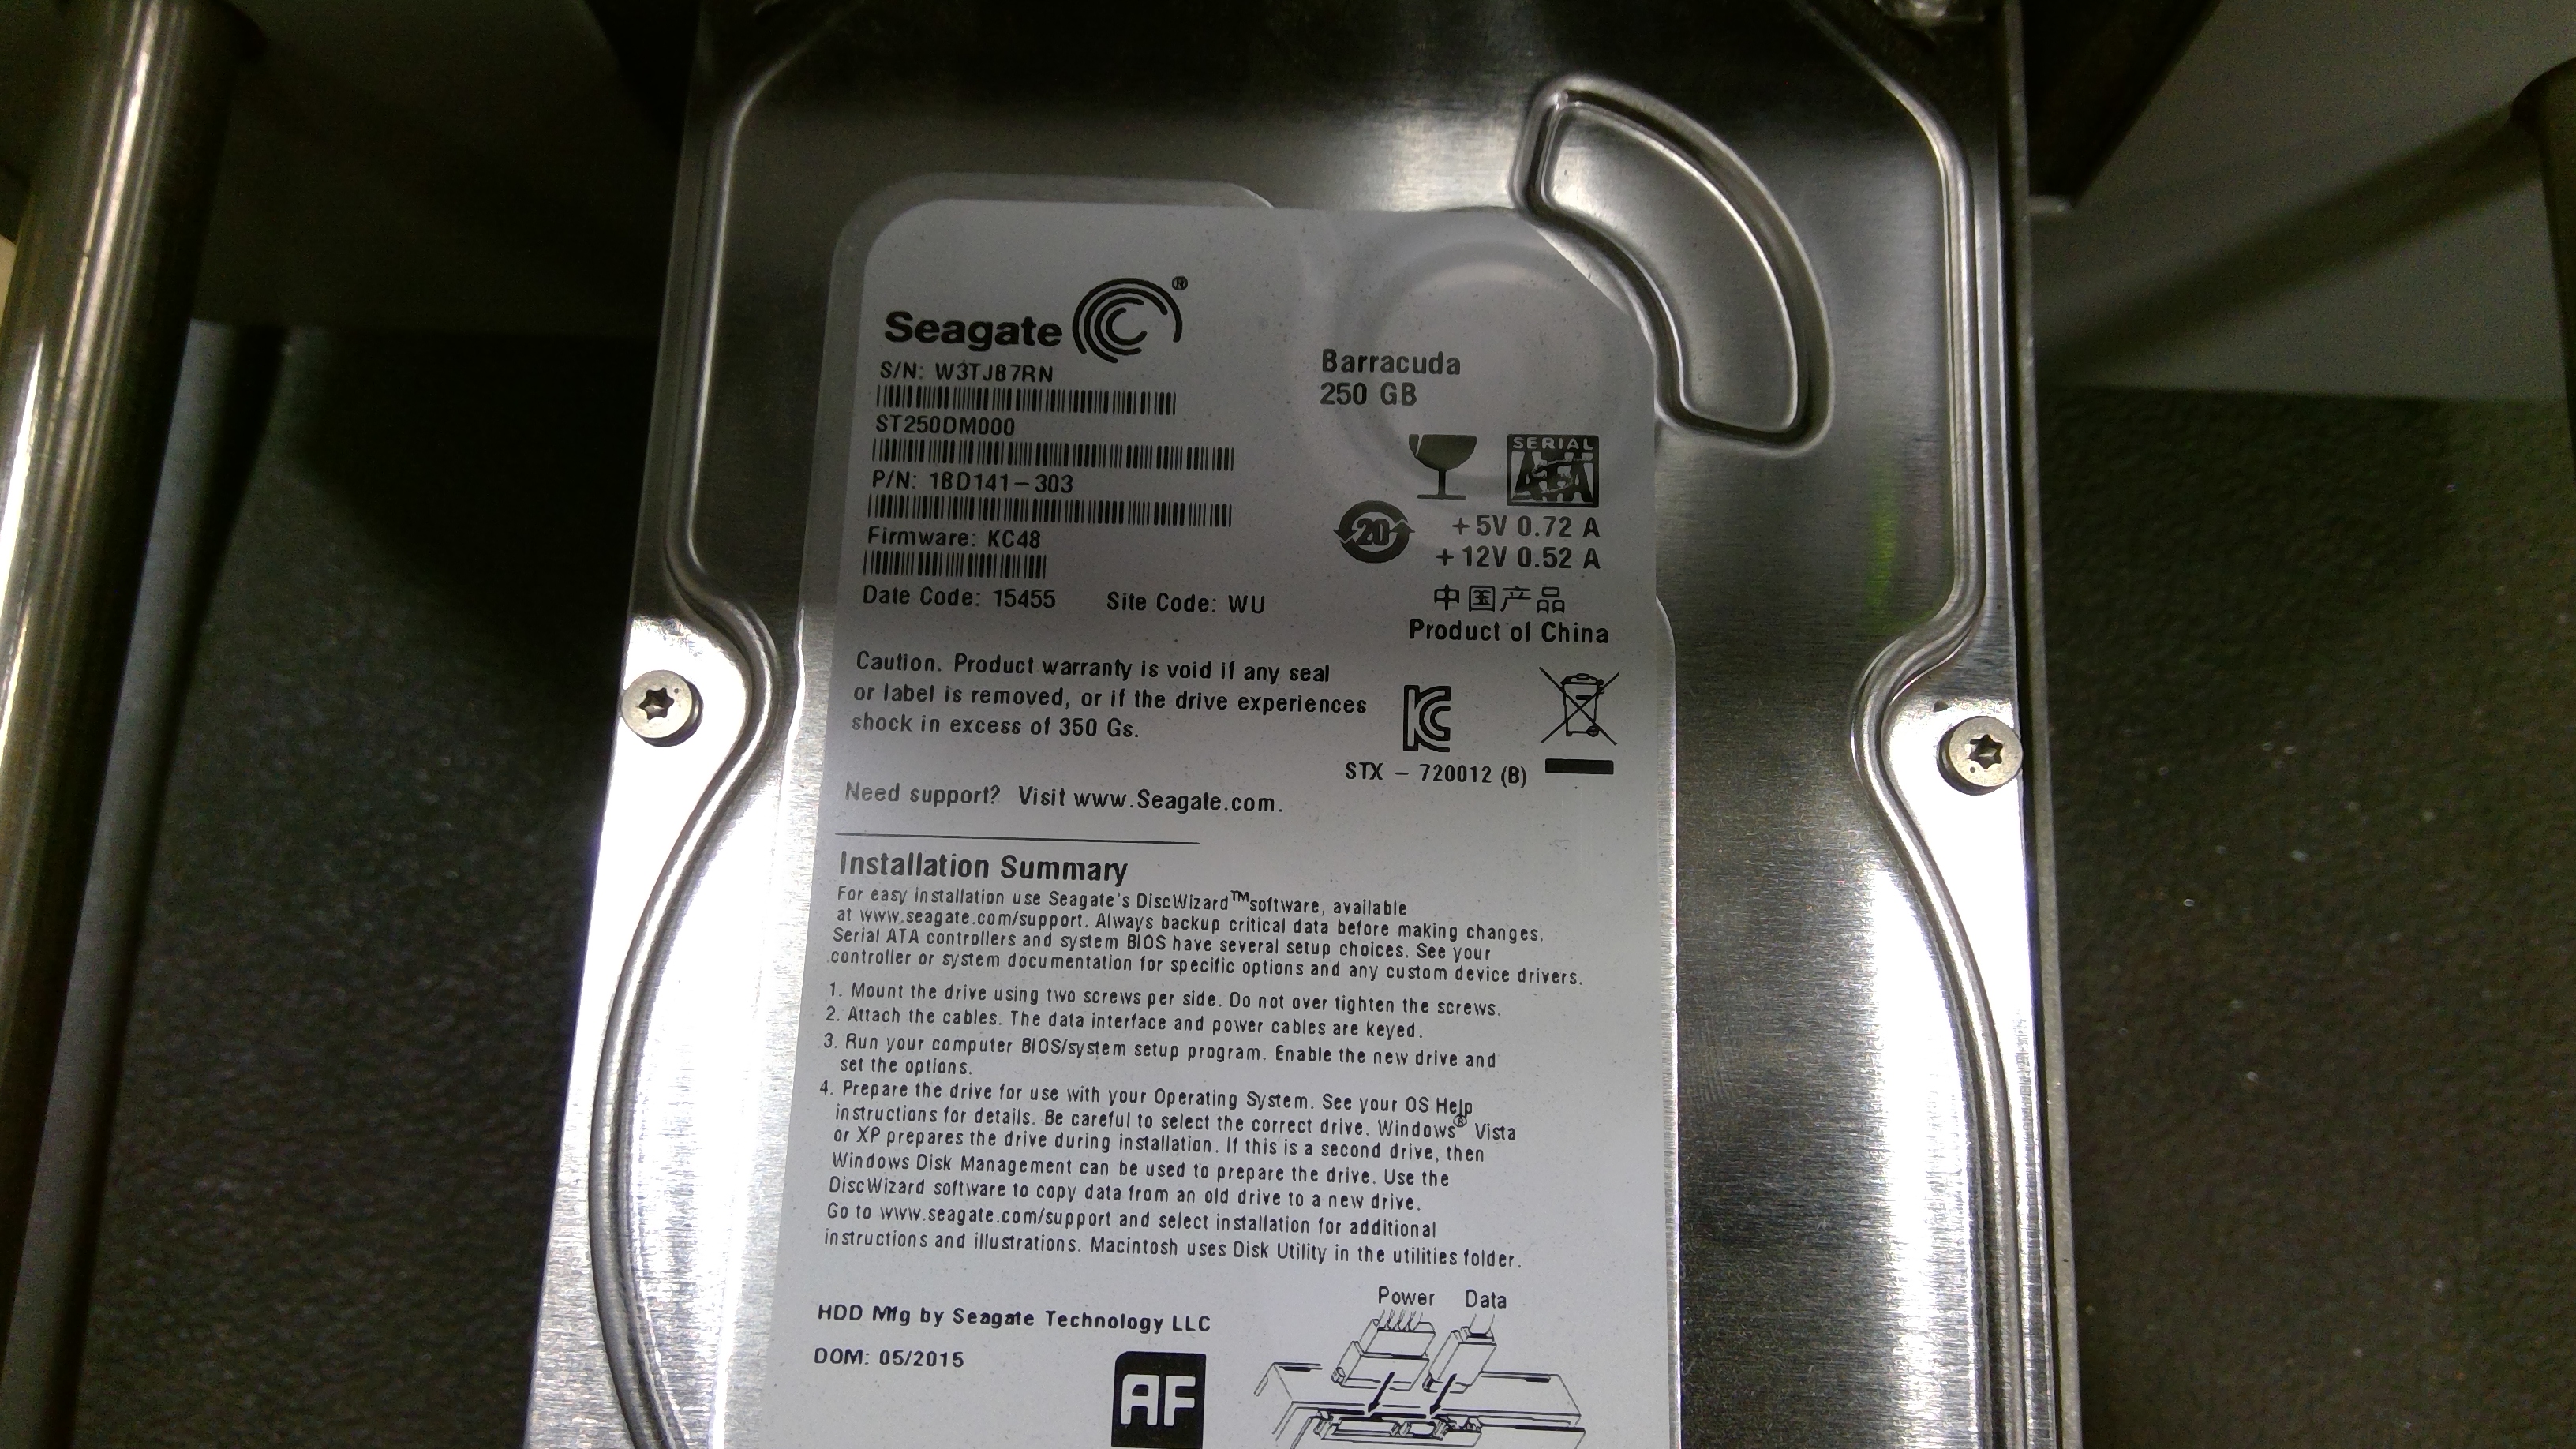 Seagate®
S/N: W3TJB7RN
ST250DM000
P/N: 1BD141-303
Firmware: KC48
Date Code: 15455 Site Code: WU
Barracuda
250 GB
SERIAL
ATA
20
+5V 0.72 A
+12V 0.52 A
中国产品
Product of China
Caution. Product warranty is void if any seal
or label is removed, or if the drive experiences
shock in excess of 350 Gs.
STX - 720012 (B)
Need support? Visit www.Seagate.com.
Installation Summary
For easy installation use Seagate's DiscWizard™software, available
at www.seagate.com/support. Always backup critical data before making changes.
Serial ATA controllers and system BIOS have several setup choices. See your
controller or system documentation for specific options and any custom device drivers.
1. Mount the drive using two screws per side. Do not over tighten the screws.
2. Attach the cables. The data interface and power cables are keyed.
3. Run your computer BIOS/system setup program. Enable the new drive and
set the options.
4. Prepare the drive for use with your Operating System. See your OS Help
instructions for details. Be careful to select the correct drive. Windows® Vista
or XP prepares the drive during installation. If this is a second drive, then
Windows Disk Management can be used to prepare the drive. Use the
DiscWizard software to copy data from an old drive to a new drive.
Go to www.seagate.com/support and select installation for additional
instructions and illustrations. Macintosh uses Disk Utility in the utilities folder.
HDD Mfg by Seagate Technology LLC
DOM: 05/2015
AF
Power Data